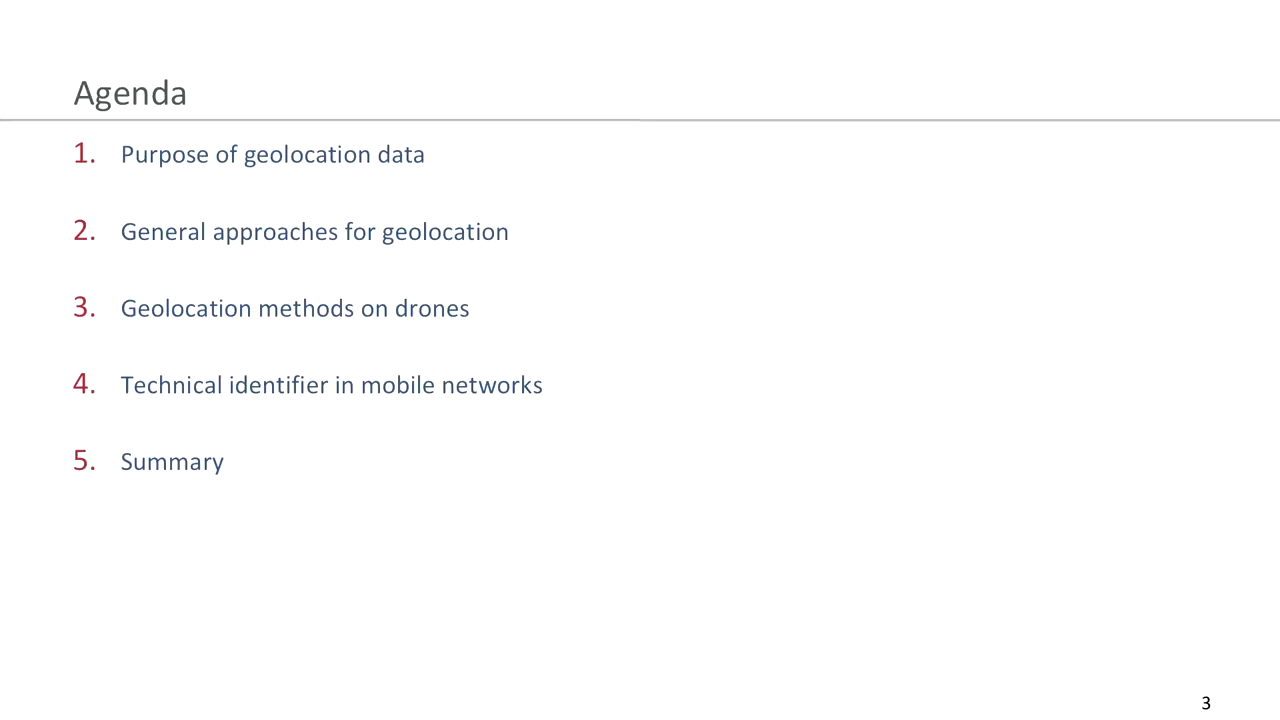 Agenda
1. Purpose of geolocation data
2. General approaches for geolocation
3. Geolocation methods on drones
4. Technical identifier in mobile networks
5. Summary
3